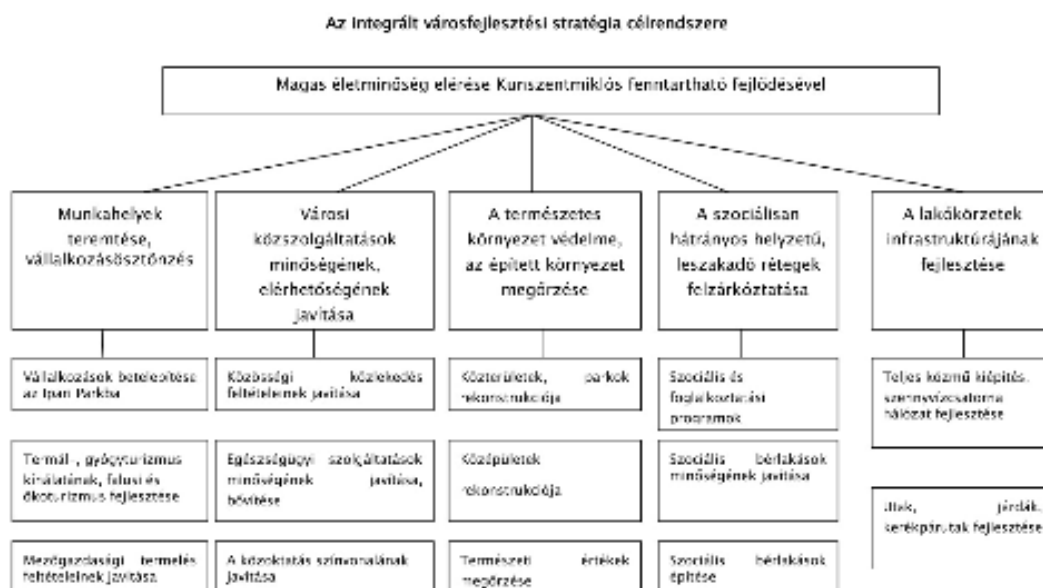 Az integrált városfejlesztési stratégia célrendszere
Magas életminőség elérése Kunszentmiklós fenntartható fejlődésével
Munkahelyek
teremtése,
vállalkozásösztönzés
Városi
közszolgáltatások
minőségének,
elérhetőségének
javítása
A természetes
környezet védelme,
az épített környezet
megőrzése
A szociálisan
hátrányos helyzetű,
leszakadó rétegek
felzárkóztatása
A lakókörzetek
infrastruktúrájának
fejlesztése
Vállalkozások betelepítése
az Ipari Parkba
Közösségi közlekedés
feltételeinek javítása
Közterületek, parkok
rekonstrukciója
Szociális és
foglalkoztatási
programok
Teljes közmű kiépítés,
szennyvízcsatorna
hálózat fejlesztése
Termál-, gyógyturizmus
kínálatának, falusi és
ökoturizmus fejlesztése
Egészségügyi szolgáltatások
minőségének javítása,
bővítése
Középületek
rekonstrukciója
Szociális bérlakások
minőségének javítása
Utak, járdák,
kerékpárutak fejlesztése
Mezőgazdasági termelés
feltételeinek javítása
A közoktatás színvonalának
javítása
Természeti értékek
megőrzése
Szociális bérlakások
építése